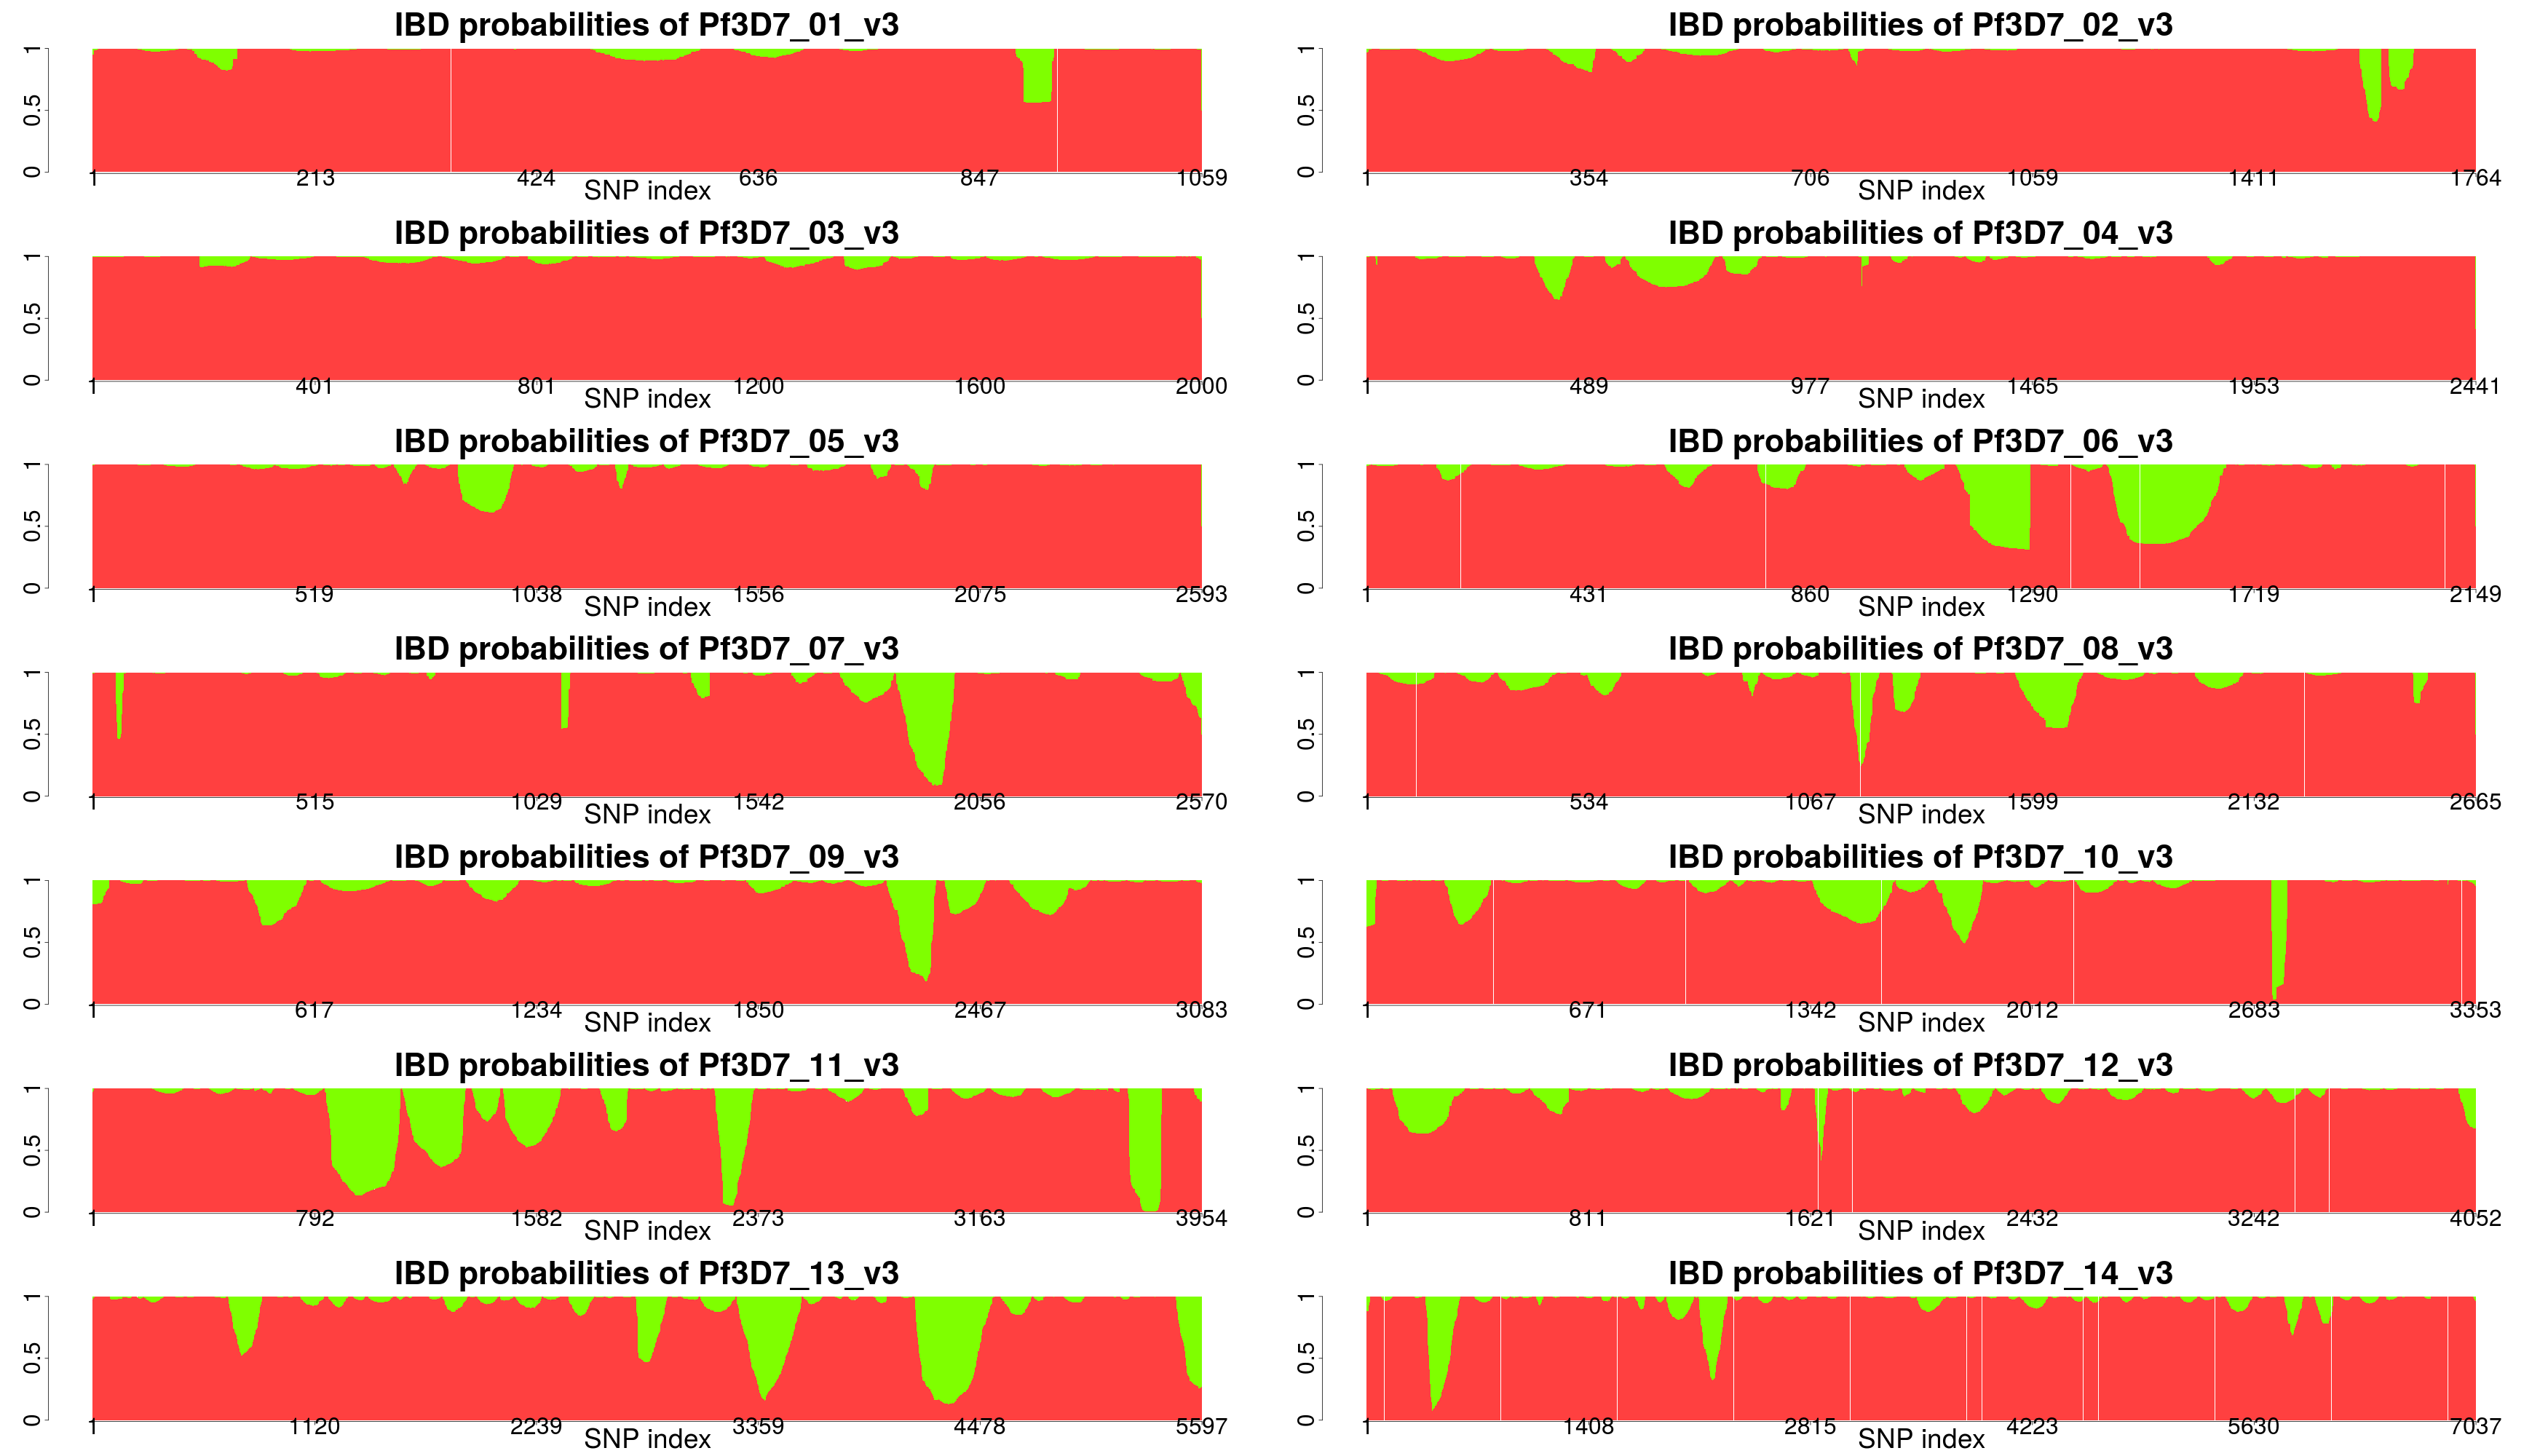 IBD probabilities of Pf3D7_01_v3
0 0.5 1
1 213 424 636 847 1059
SNP index
IBD probabilities of Pf3D7_02_v3
0 0.5 1
1 354 706 1059 1411 1764
SNP index
IBD probabilities of Pf3D7_03_v3
0 0.5 1
1 401 801 1200 1600 2000
SNP index
IBD probabilities of Pf3D7_04_v3
0 0.5 1
1 489 977 1465 1953 2441
SNP index
IBD probabilities of Pf3D7_05_v3
0 0.5 1
1 519 1038 1556 2075 2593
SNP index
IBD probabilities of Pf3D7_06_v3
0 0.5 1
1 431 860 1290 1719 2149
SNP index
IBD probabilities of Pf3D7_07_v3
0 0.5 1
1 515 1029 1542 2056 2570
SNP index
IBD probabilities of Pf3D7_08_v3
0 0.5 1
1 534 1067 1599 2132 2665
SNP index
IBD probabilities of Pf3D7_09_v3
0 0.5 1
1 617 1234 1850 2467 3083
SNP index
IBD probabilities of Pf3D7_10_v3
0 0.5 1
1 671 1342 2012 2683 3353
SNP index
IBD probabilities of Pf3D7_11_v3
0 0.5 1
1 792 1582 2373 3163 3954
SNP index
IBD probabilities of Pf3D7_12_v3
0 0.5 1
1 811 1621 2432 3242 4052
SNP index
IBD probabilities of Pf3D7_13_v3
0 0.5 1
1 1120 2239 3359 4478 5597
SNP index
IBD probabilities of Pf3D7_14_v3
0 0.5 1
1 1408 2815 4223 5630 7037
SNP index